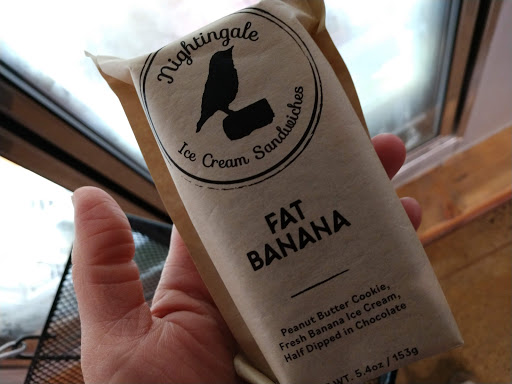 Nightingale
Ice Cream Sandwiches
FAT
BANANA
Peanut Butter Cookie,
Fresh Banana Ice Cream,
Half Dipped in Chocolate
WT. 5.4oz / 153g